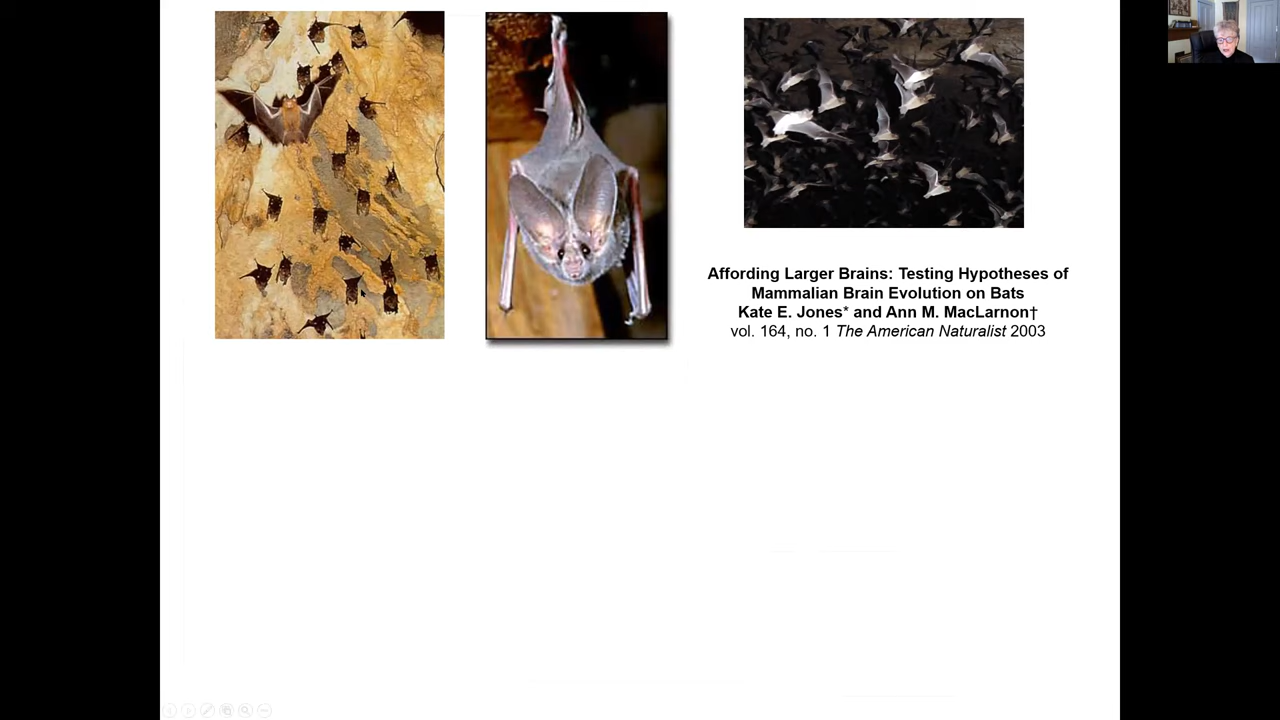 Affording Larger Brains: Testing Hypotheses of
Mammalian Brain Evolution on Bats
Kate E. Jones* and Ann M. MacLarnon†
vol. 164, no. 1 The American Naturalist 2003